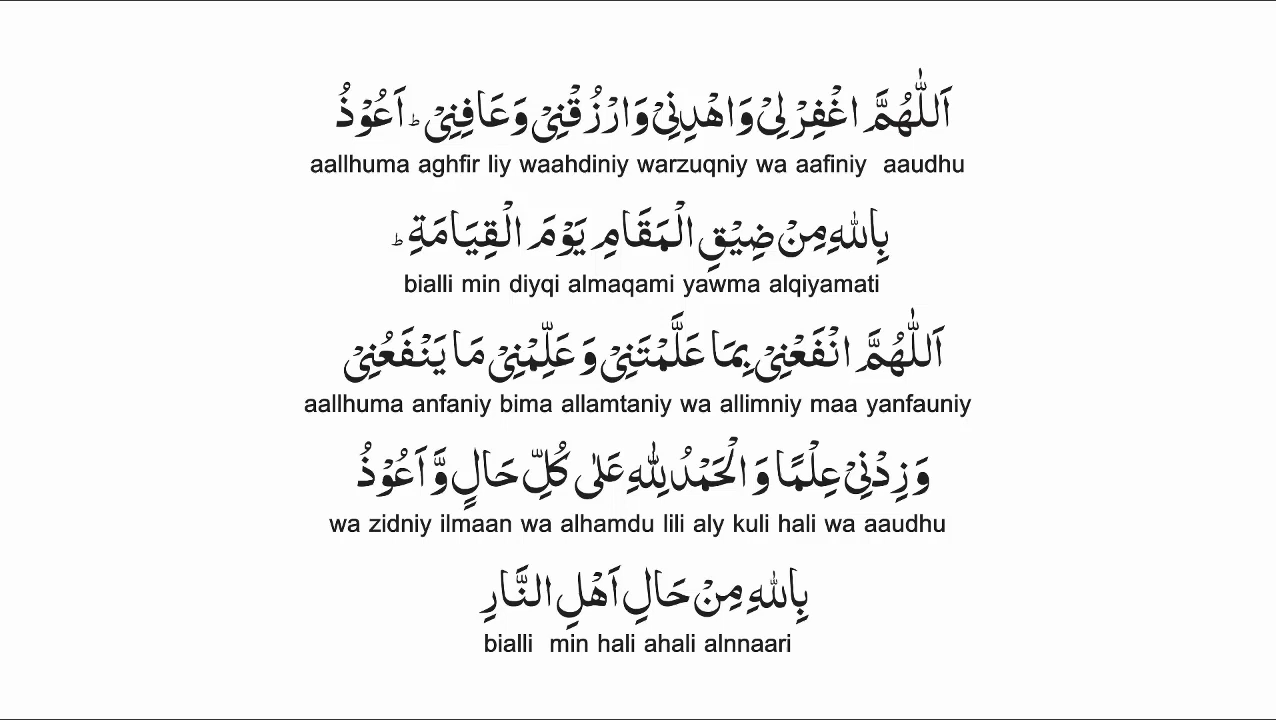 اَللّٰهُمَّ اغْفِرْ لِىْ وَاهْدِنِىْ وَارْزُقْنِىْ وَعَافِنِىْ ؕ اَعُوْذُ
aallhuma aghfir liy waahdiniy warzuqniy wa aafiniy  aaudhu
بِاللهِ مِنْ ضِيْقِ الْمَقَامِ يَوْمَ الْقِيَامَةِ ؕ
bialli min diyqi almaqami yawma alqiyamati
اَللّٰهُمَّ انْفَعْنِىْ بِمَا عَلَّمْتَنِىْ وَ عَلِّمْنِىْ مَا يَنْفَعُنِىْ
aallhuma anfaniy bima allamtaniy wa allimniy maa yanfauniy
وَ زِدْنِىْ عِلْمًا وَ الْحَمْدُ لِلّٰهِ عَلٰى كُلِّ حَالٍ وَّ اَعُوْذُ
wa zidniy ilmaan wa alhamdu lili aly kuli hali wa aaudhu
بِاللهِ مِنْ حَالِ اَهْلِ النَّارِ
bialli  min hali ahali alnnaari